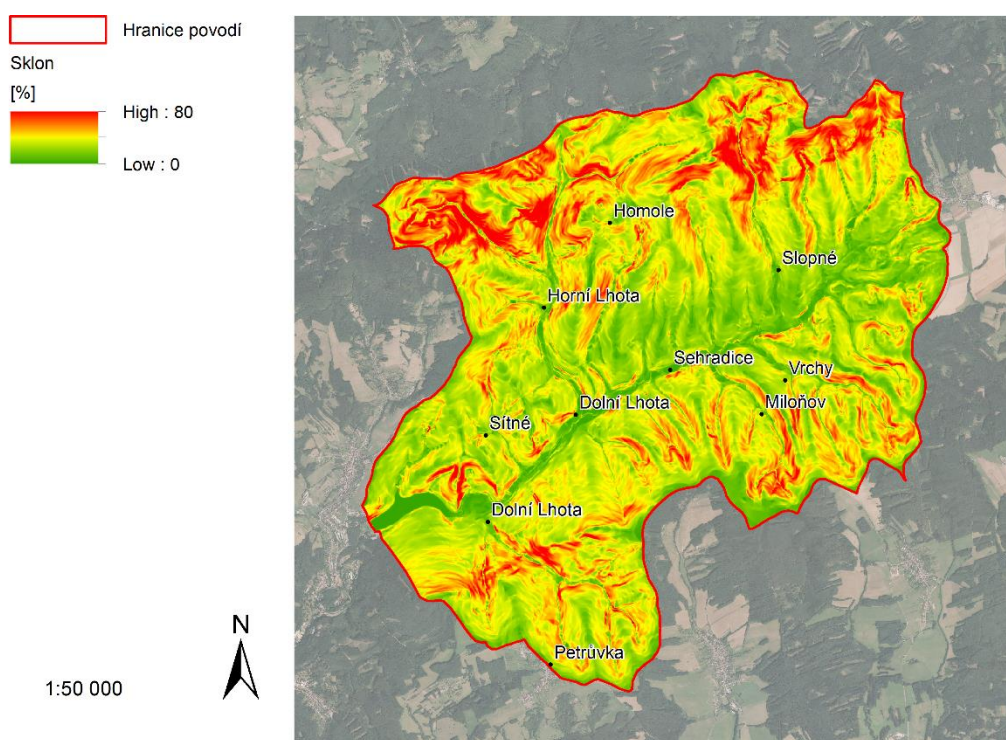 Hranice povodí
Sklon
[%]
High : 80
Low : 0
Homole
Slopné
Horní Lhota
Sehradice
Vrchy
Dolní Lhota
Miloňov
Sítné
Dolní Lhota
Petrůvka
N
1:50 000